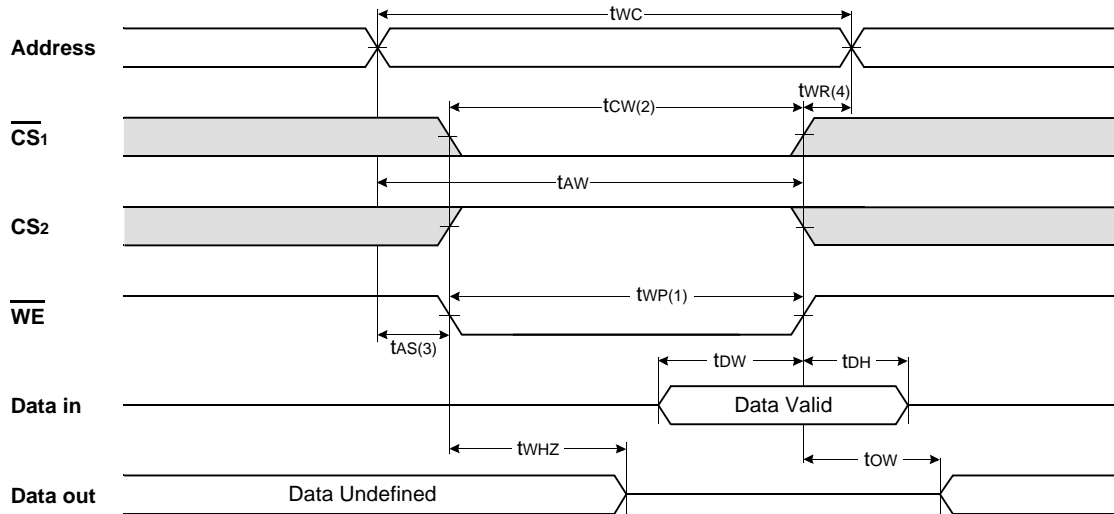 tWC
Address
tCW(2)
tWR(4)
CS1
tAW
CS2
tWP(1)
WE
tAS(3)
tDW
tDH
Data in
Data Valid
tWHZ
tOW
Data out
Data Undefined